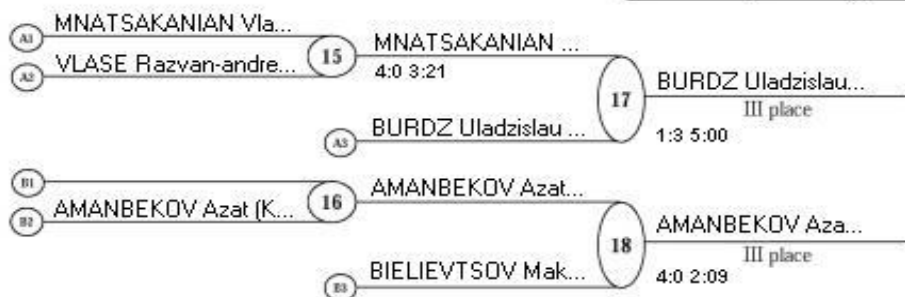 A1 MNATSAKANIAN Vla...
15 MNATSAKANIAN ...
A2 VLASE Razvan-andre...
4:0 3:21
17 BURDZ Uladzislau...
III place
A3 BURDZ Uladzislau ...
1:3 5:00
B1
16 AMANBEKOV Azat...
B2 AMANBEKOV Azat (K...
18 AMANBEKOV Aza...
III place
B3 BIELIEVTSOV Mak...
4:0 2:09